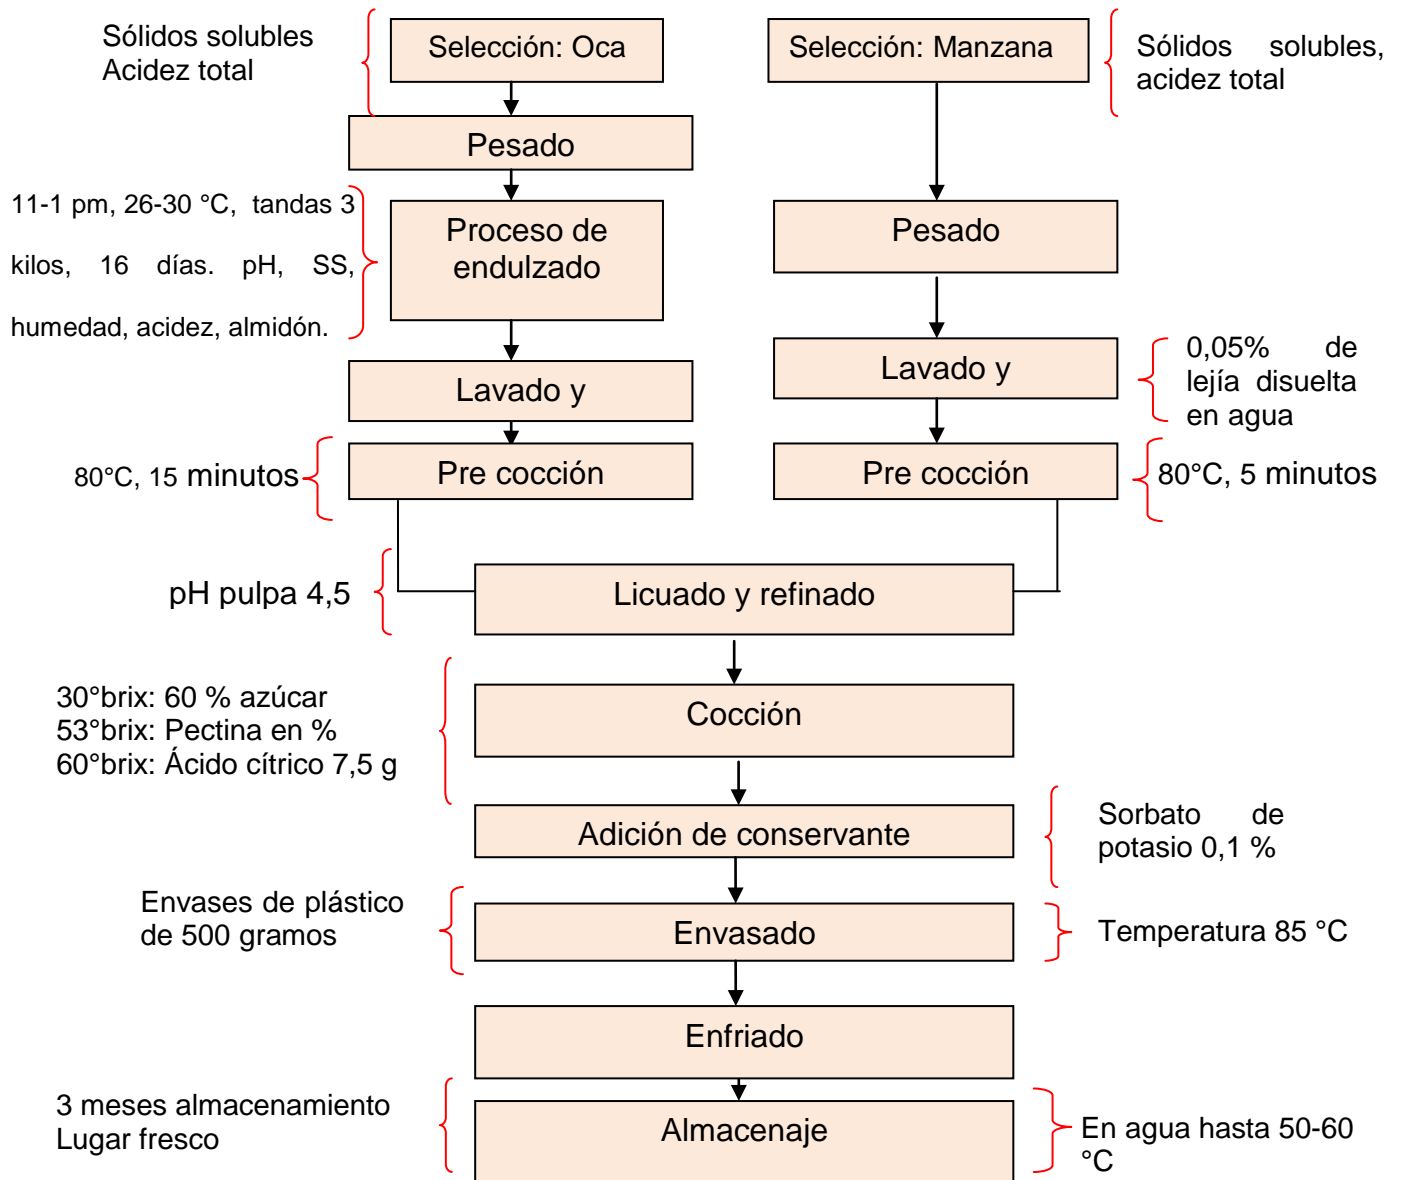 Sólidos solubles
Acidez total
Selección: Oca
Selección: Manzana
Sólidos solubles,
acidez total
Pesado
11-1 pm, 26-30 °C, tandas 3
kilos, 16 días. pH, SS,
humedad, acidez, almidón.
Proceso de
endulzado
Pesado
Lavado y
Lavado y
0,05% de
lejía disuelta
en agua
80°C, 15 minutos
Pre cocción
Pre cocción
80°C, 5 minutos
pH pulpa 4,5
Licuado y refinado
30°brix: 60 % azúcar
53°brix: Pectina en %
60°brix: Ácido cítrico 7,5 g
Cocción
Adición de conservante
Sorbato de
potasio 0,1 %
Envases de plástico
de 500 gramos
Envasado
Temperatura 85 °C
Enfriado
3 meses almacenamiento
Lugar fresco
Almacenaje
En agua hasta 50-60
°C